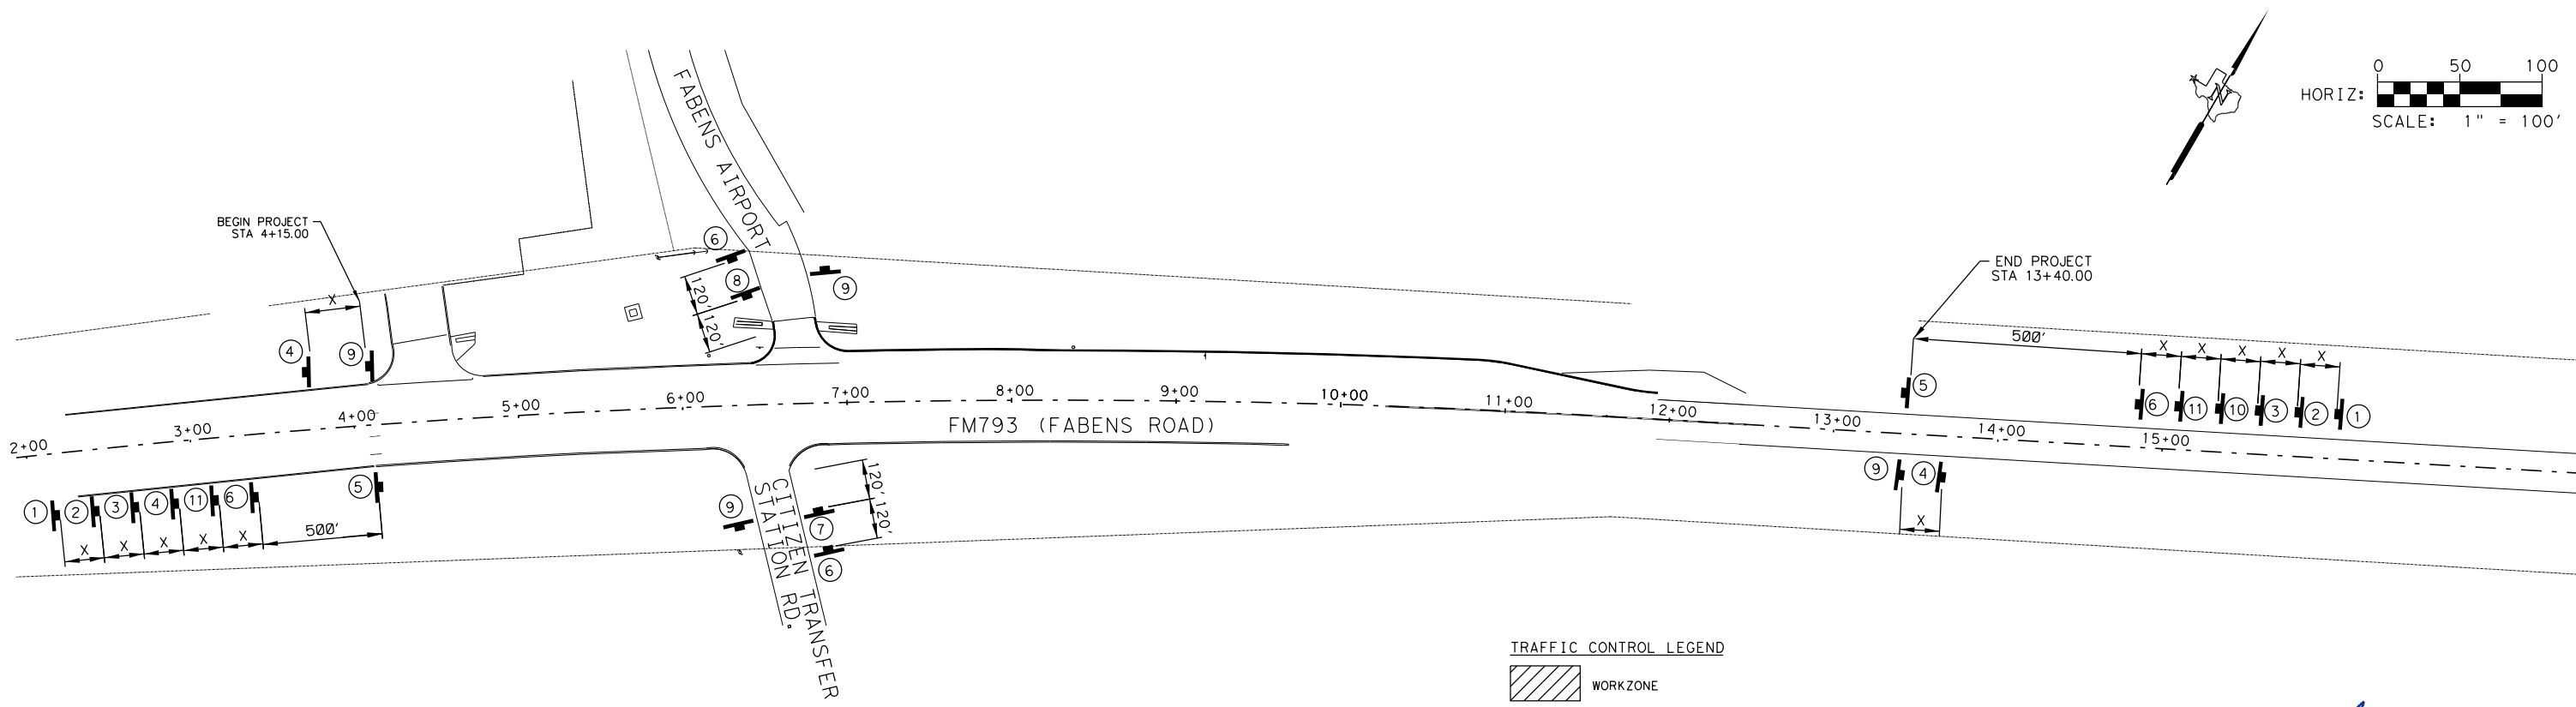 0 50 100
HORIZ:
SCALE: 1" = 100'
N
FABENS AIRPORT
BEGIN PROJECT
STA 4+15.00
X
4
9
6
8
120'
120'
9
END PROJECT
STA 13+40.00
500'
X X X X X
5
6 11 10 3 2 1
2+00 3+00 4+00 5+00 6+00 7+00 8+00 9+00 10+00 11+00 12+00 13+00 14+00 15+00
FM793 (FABENS ROAD)
1 2 3 4 11 6
5
X X X X X
500'
9
7
6
120'
120'
CITIZEN TRANSFER
STATION RD.
9 4
X
TRAFFIC CONTROL LEGEND
WORKZONE